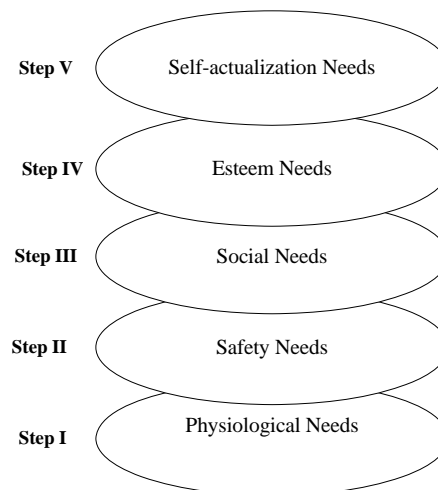 Step V Self-actualization Needs
Step IV Esteem Needs
Step III Social Needs
Step II Safety Needs
Step I Physiological Needs